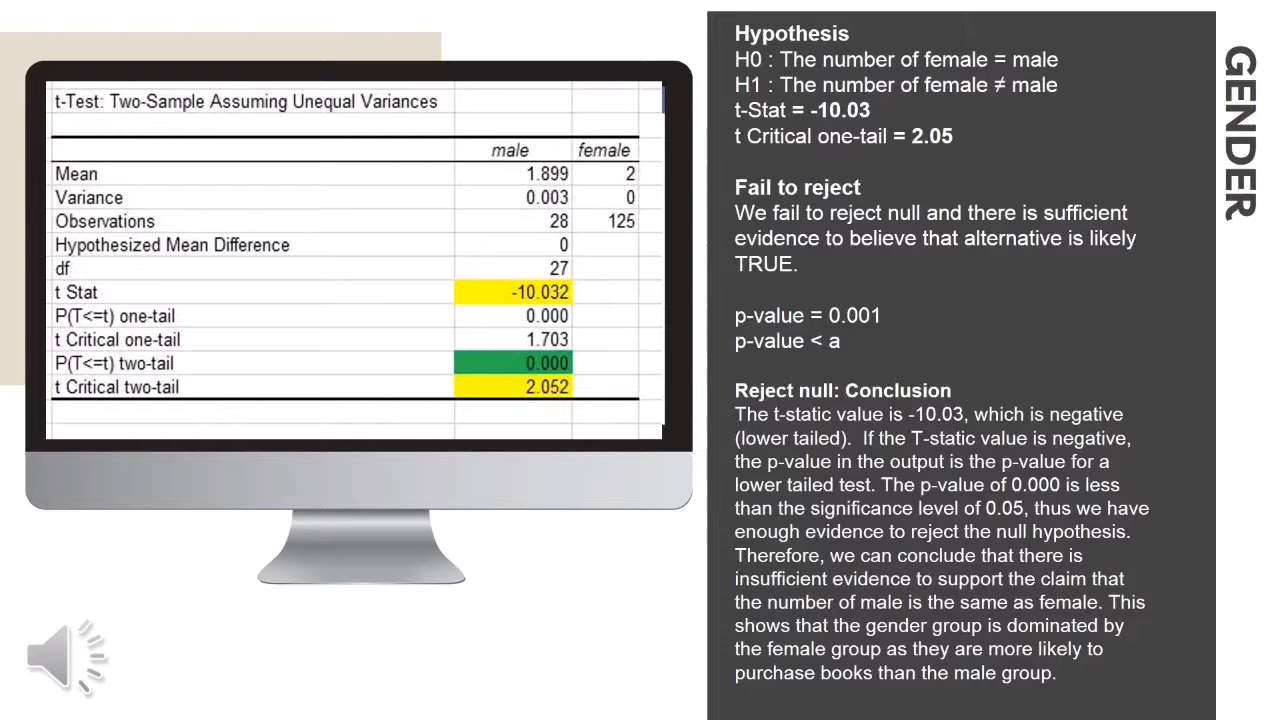 t-Test: Two-Sample Assuming Unequal Variances
male female
Mean 1.899 2
Variance 0.003 0
Observations 28 125
Hypothesized Mean Difference 0
df 27
t Stat -10.032
P(T<=t) one-tail 0.000
t Critical one-tail 1.703
P(T<=t) two-tail 0.000
t Critical two-tail 2.052
Hypothesis
H0 : The number of female = male
H1 : The number of female ≠ male
t-Stat = -10.03
t Critical one-tail = 2.05
Fail to reject
We fail to reject null and there is sufficient
evidence to believe that alternative is likely
TRUE.
p-value = 0.001
p-value < a
Reject null: Conclusion
The t-static value is -10.03, which is negative
(lower tailed). If the T-static value is negative,
the p-value in the output is the p-value for a
lower tailed test. The p-value of 0.000 is less
than the significance level of 0.05, thus we have
enough evidence to reject the null hypothesis.
Therefore, we can conclude that there is
insufficient evidence to support the claim that
the number of male is the same as female. This
shows that the gender group is dominated by
the female group as they are more likely to
purchase books than the male group.
GENDER